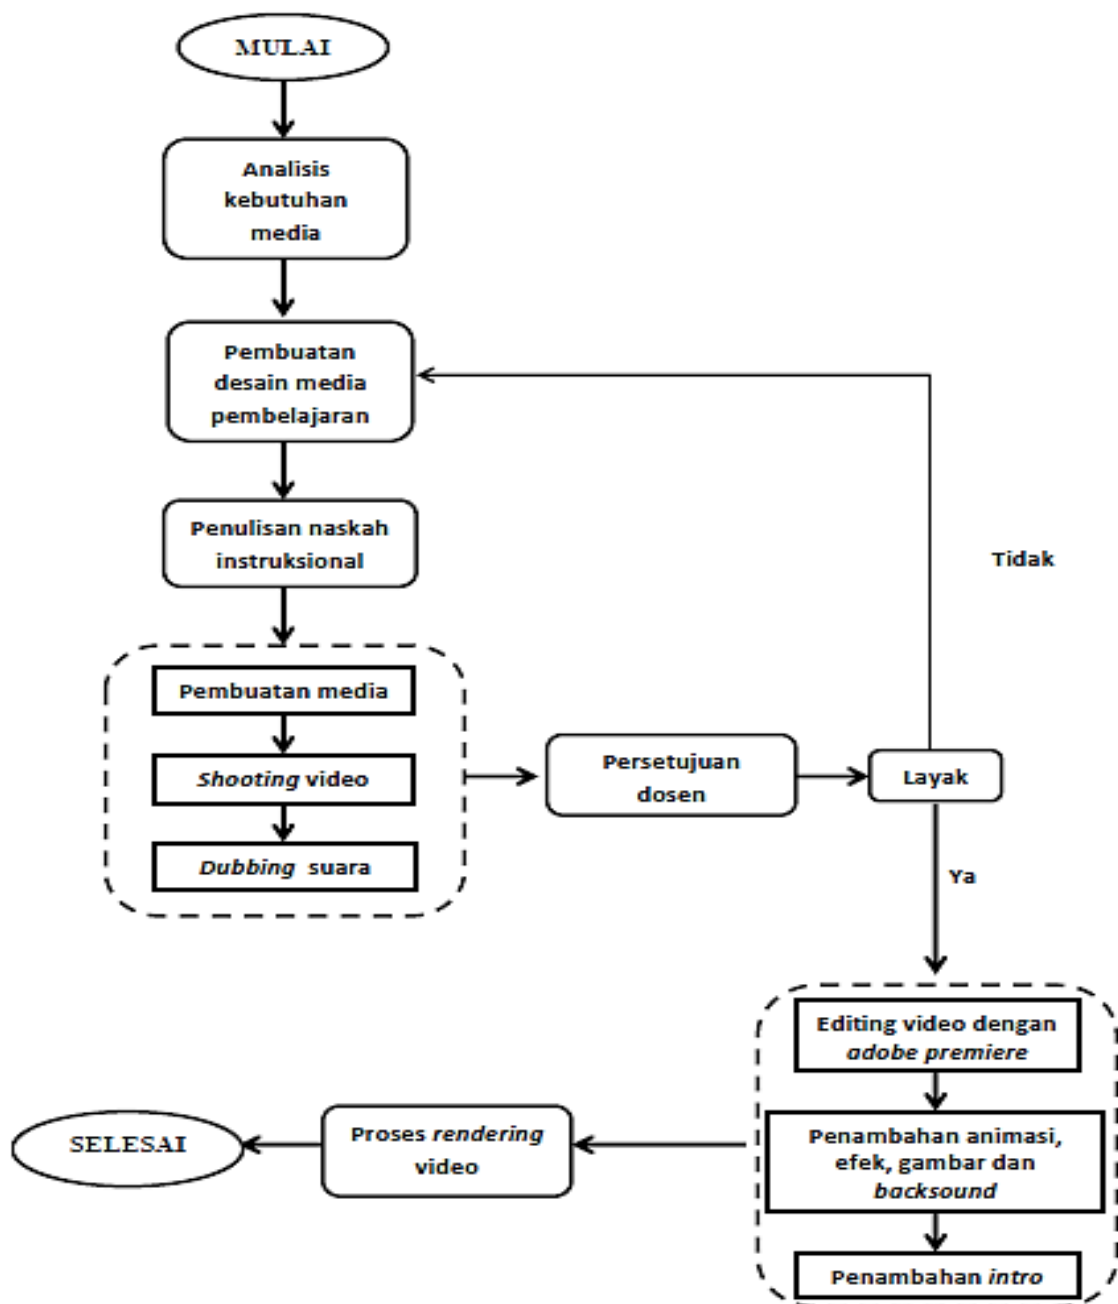 MULAI
Analisis
kebutuhan
media
Pembuatan
desain media
pembelajaran
Penulisan naskah
instruksional
Tidak
Pembuatan media
Shooting video
Dubbing suara
Persetujuan
dosen
Layak
Ya
Editing video dengan
adobe premiere
Penambahan animasi,
efek, gambar dan
backsound
Penambahan intro
Proses rendering
video
SELESAI